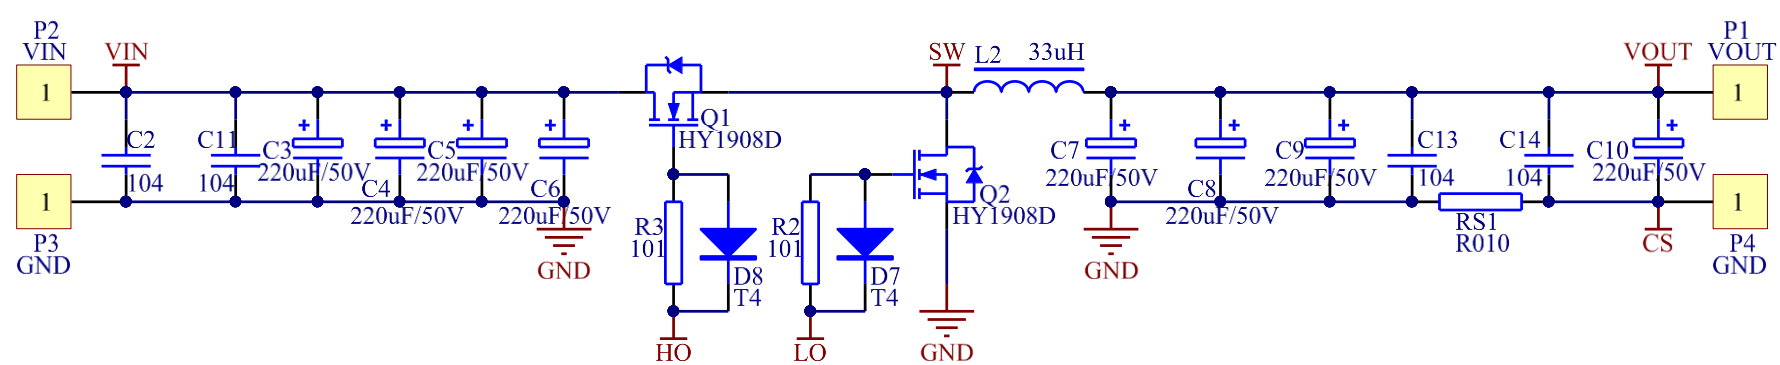 P2
VIN
1
1
P3
GND
VIN
C2
104
C11
104
C3
220uF/50V
C4
220uF/50V
C5
220uF/50V
C6
220uF/50V
GND
Q1
HY1908D
R3
101
D8
T4
HO
R2
101
D7
T4
LO
SW
Q2
HY1908D
GND
L2 33uH
C7
220uF/50V
GND
C8
220uF/50V
C9
220uF/50V
C13
104
RS1
R010
C14
104
C10
220uF/50V
VOUT
CS
P1
VOUT
1
1
P4
GND